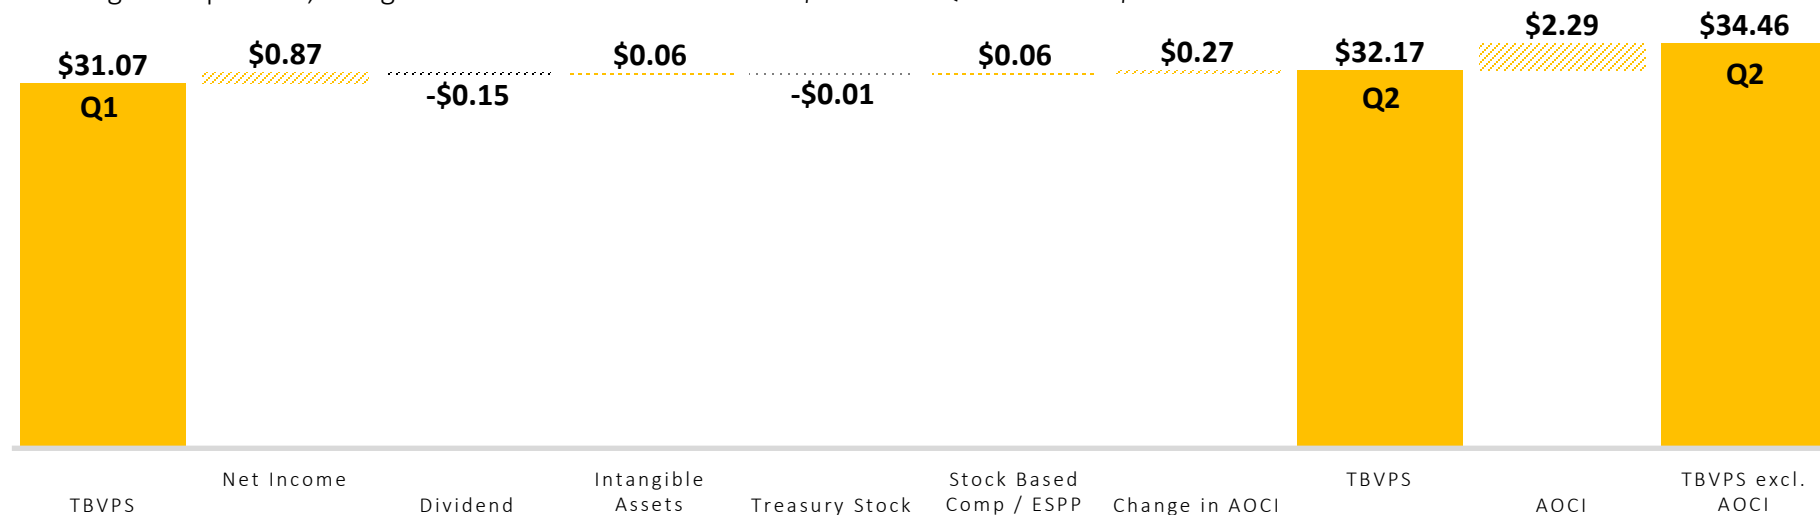 $31.07
$0.87
-$0.15
$0.06
-$0.01
$0.06
$0.27
$32.17
$2.29
$34.46
Q1
Q2
Q2
TBVPS
Net Income
Dividend
Intangible
Assets
Treasury Stock
Stock Based
Comp / ESPP
Change in AOCI
TBVPS
AOCI
TBVPS excl.
AOCI